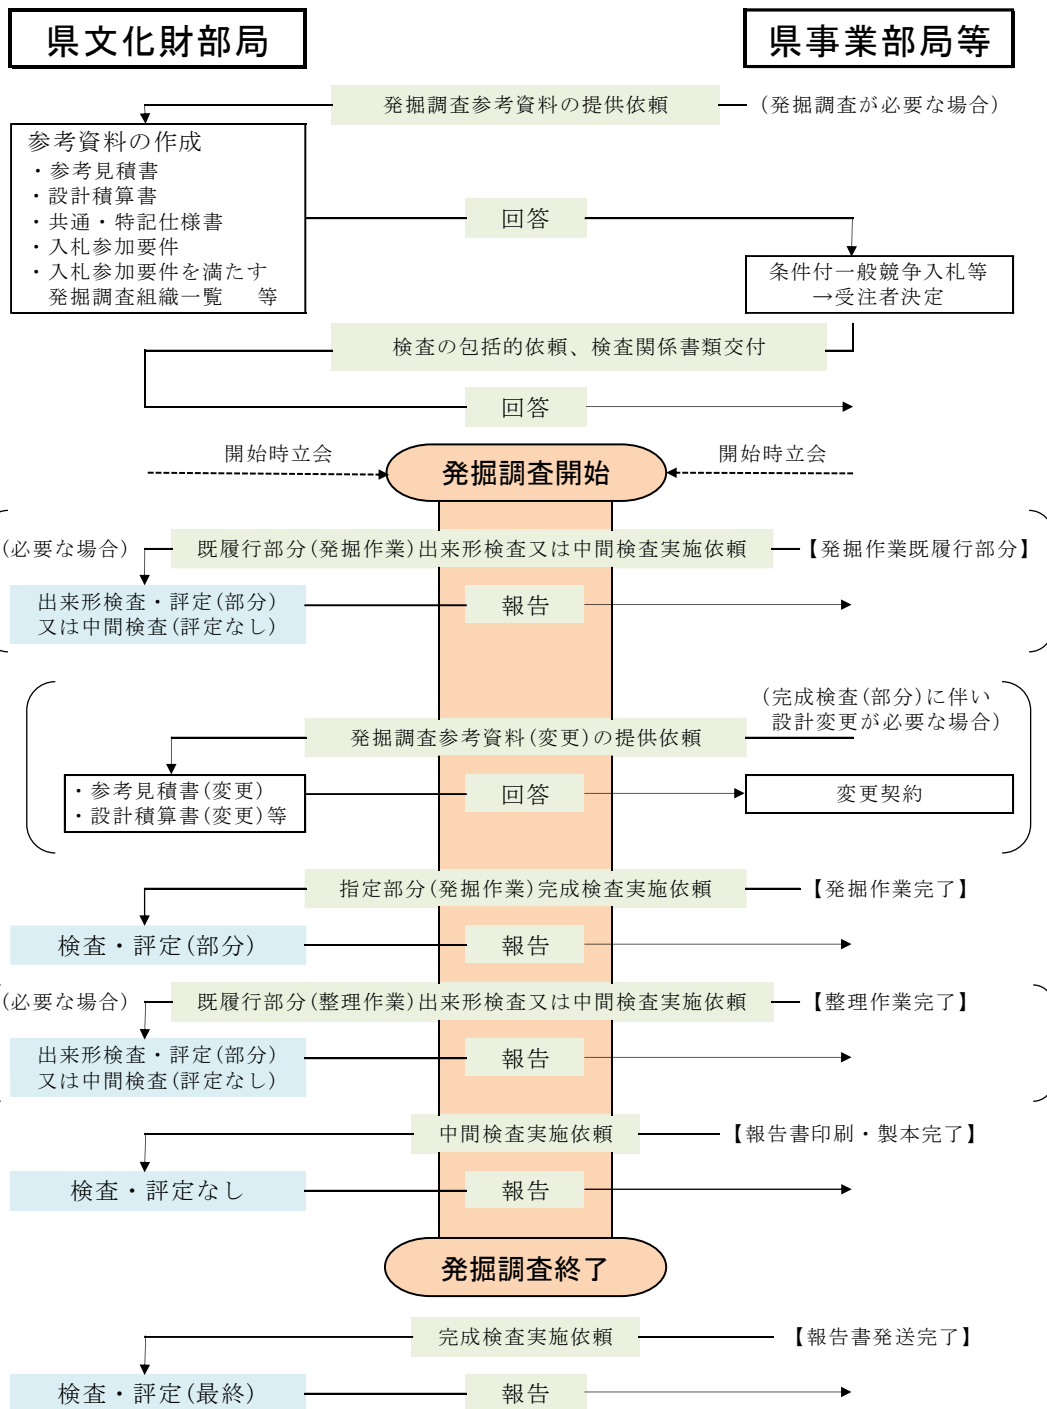 県文化財部局
県事業部局等
発掘調査参考資料の提供依頼
(発掘調査が必要な場合)
参考資料の作成
・参考見積書
・設計積算書
・共通・特記仕様書
・入札参加要件
・入札参加要件を満たす
発掘調査組織一覧 等
回答
条件付一般競争入札等
→受注者決定
検査の包括的依頼、検査関係書類交付
回答
開始時立会
発掘調査開始
開始時立会
(必要な場合)
既履行部分(発掘作業)出来形検査又は中間検査実施依頼
【発掘作業既履行部分】
出来形検査・評定(部分)
又は中間検査(評定なし)
報告
(完成検査(部分)に伴い
設計変更が必要な場合)
発掘調査参考資料(変更)の提供依頼
・参考見積書(変更)
・設計積算書(変更)等
回答
変更契約
指定部分(発掘作業)完成検査実施依頼
【発掘作業完了】
検査・評定(部分)
報告
(必要な場合)
既履行部分(整理作業)出来形検査又は中間検査実施依頼
【整理作業完了】
出来形検査・評定(部分)
又は中間検査(評定なし)
報告
中間検査実施依頼
【報告書印刷・製本完了】
検査・評定なし
報告
発掘調査終了
完成検査実施依頼
【報告書発送完了】
検査・評定(最終)
報告